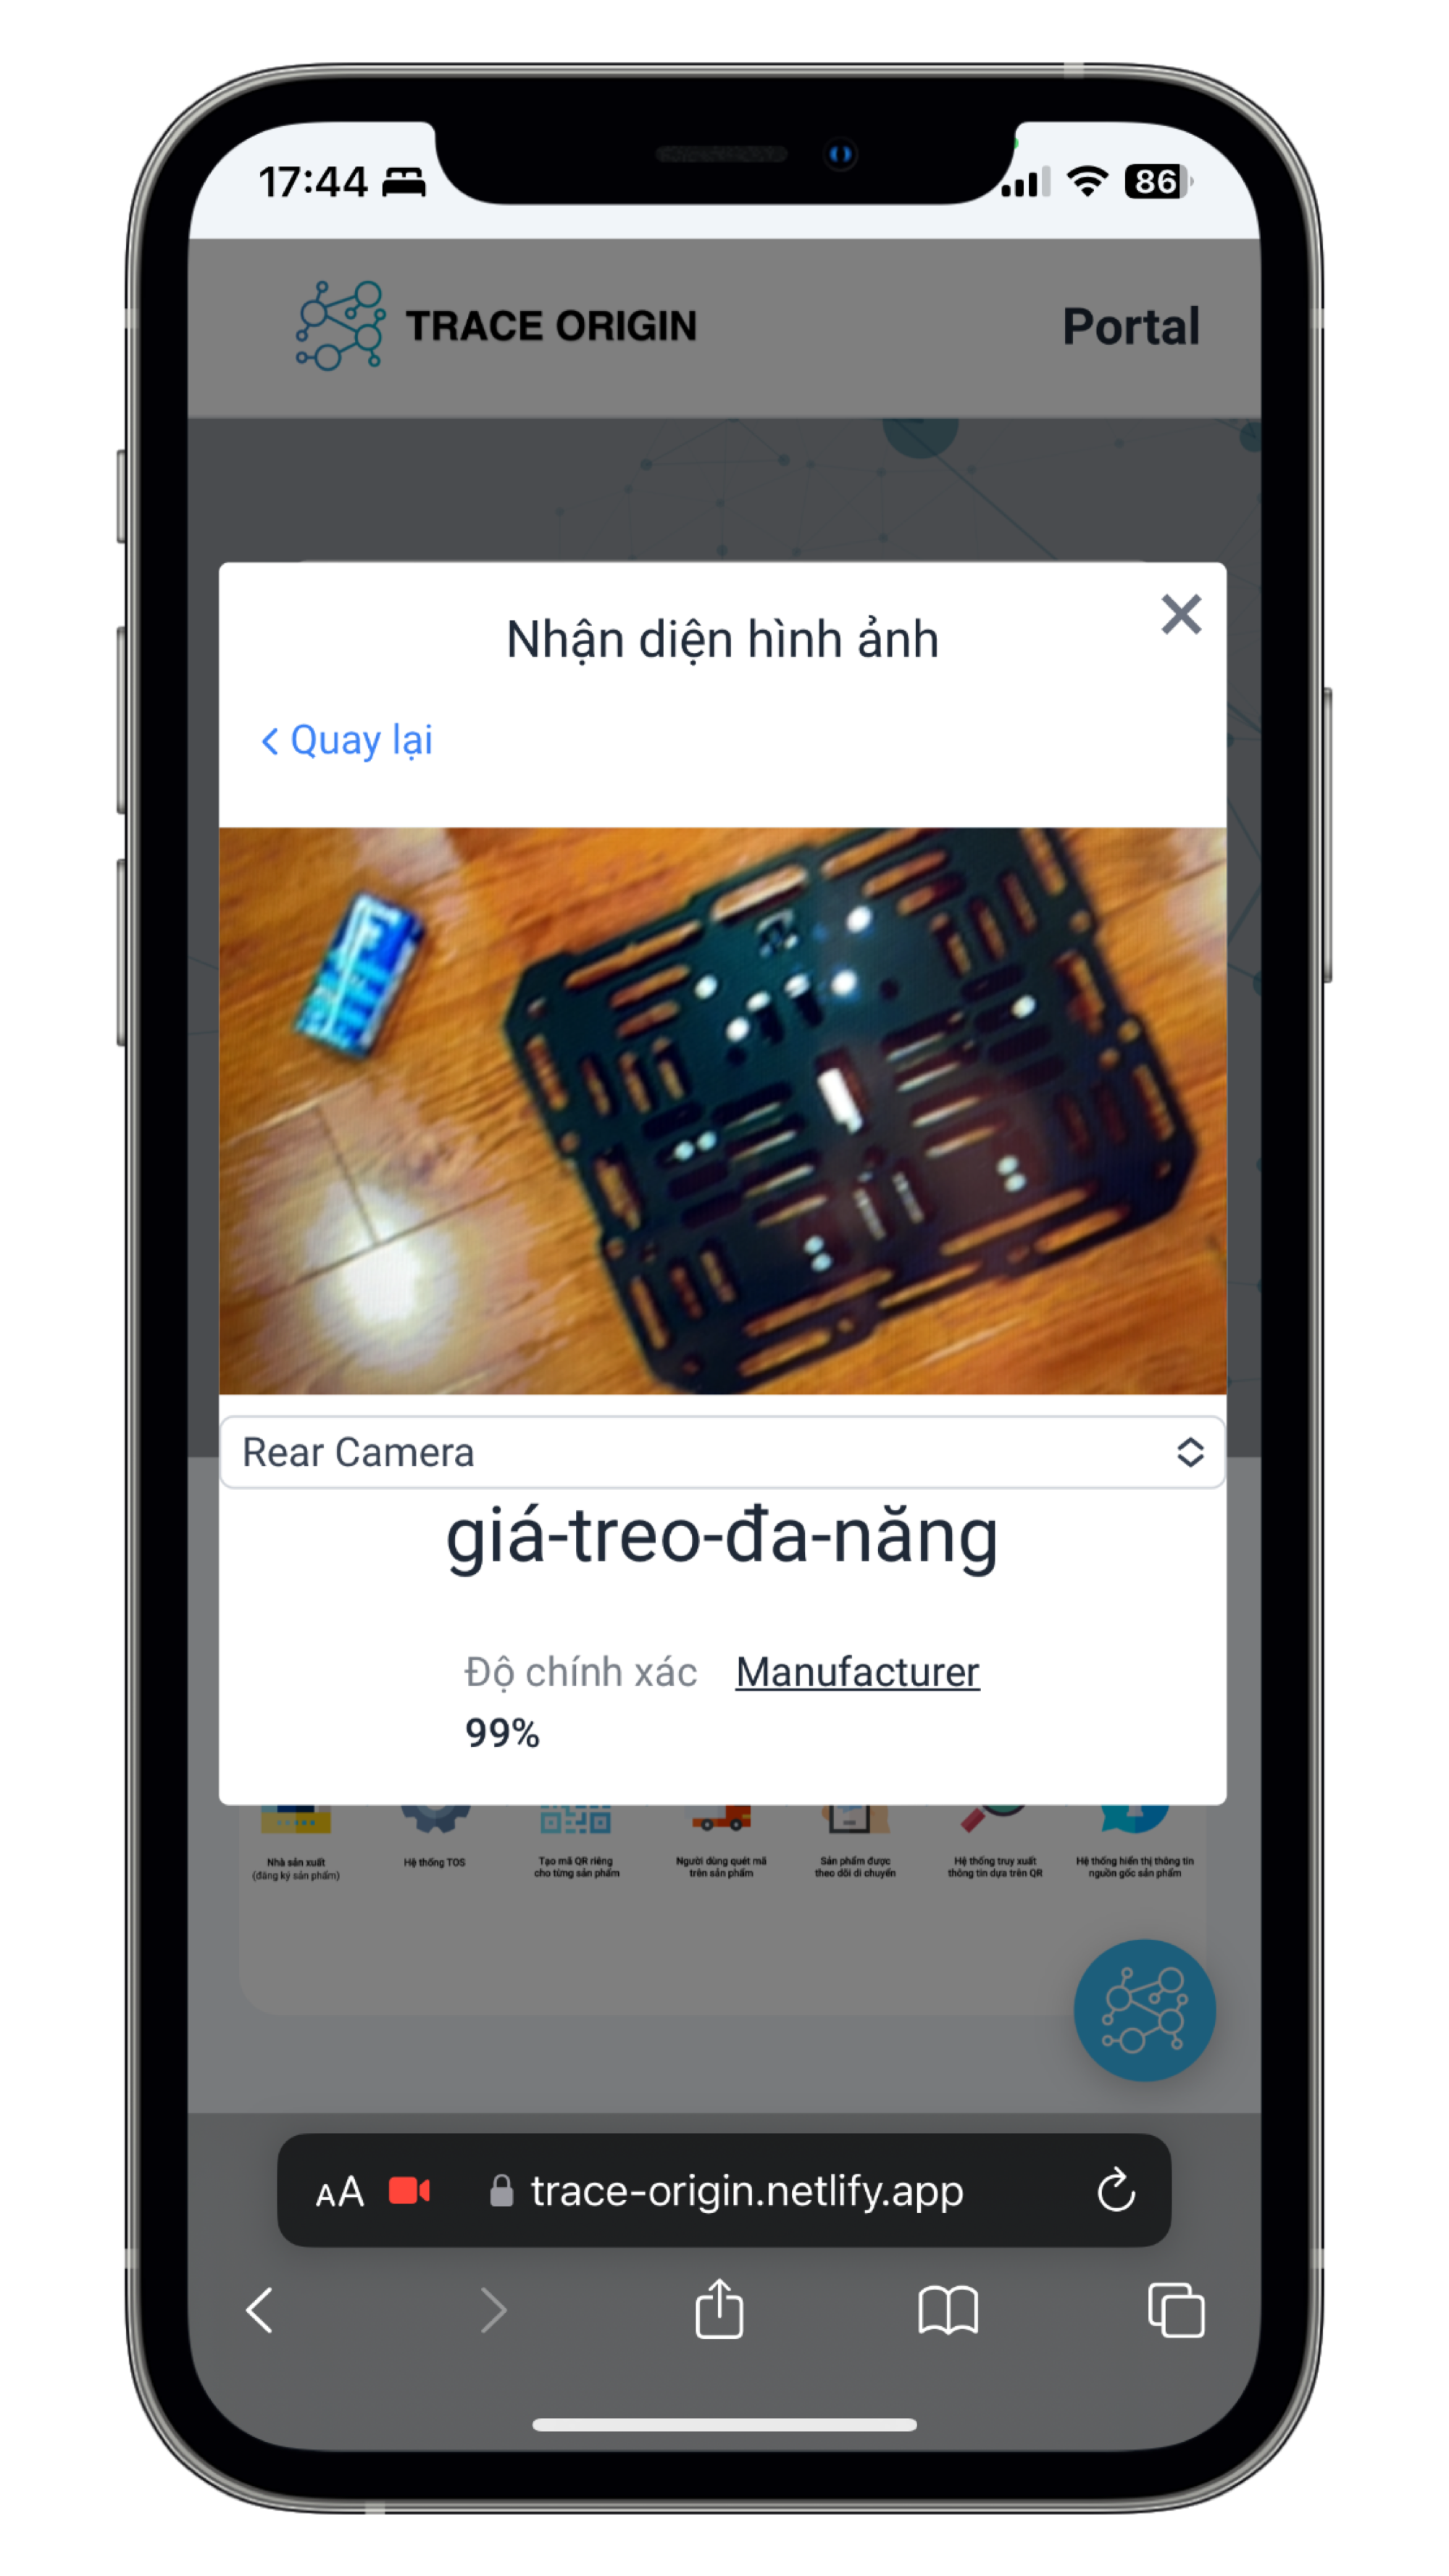 17:44
86
TRACE ORIGIN
Portal
Nhận diện hình ảnh
Quay lại
Rear Camera
giá-treo-đa-năng
Độ chính xác Manufacturer
99%
Nhà sản xuất
(đăng ký sản phẩm)
Hệ thống TOS
Tạo mã QR riêng
cho từng sản phẩm
Người dùng quét mã
trên sản phẩm
Sản phẩm được
theo dõi di chuyển
Hệ thống truy xuất
thông tin dựa trên QR
Hệ thống hiển thị thông tin
nguồn gốc sản phẩm
AA trace-origin.netlify.app